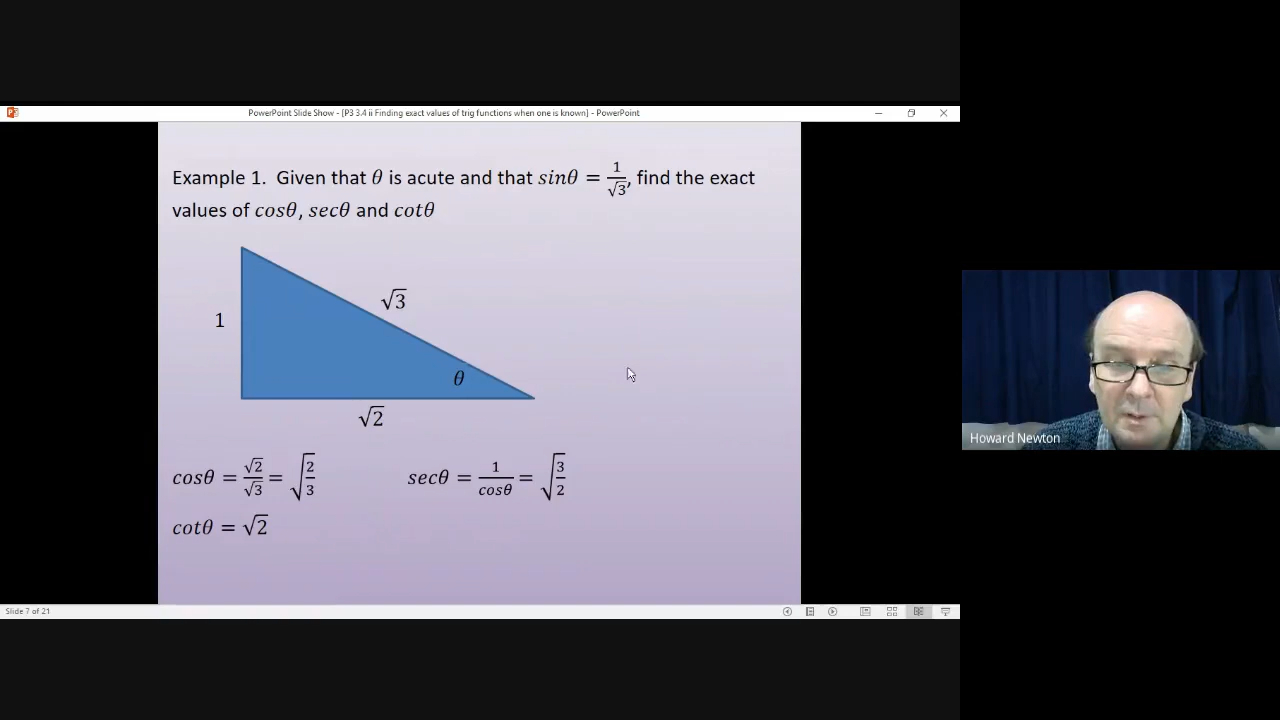 PowerPoint Slide Show - [P3 3.4 ii Finding exact values of trig functions when one is known] - PowerPoint
Example 1. Given that θ is acute and that sinθ = 1/√3, find the exact
values of cosθ, secθ and cotθ
√3
1
θ
√2
cosθ = √2/√3 = √(2/3) secθ = 1/cosθ = √(3/2)
cotθ = √2
Howard Newton
Slide 7 of 21